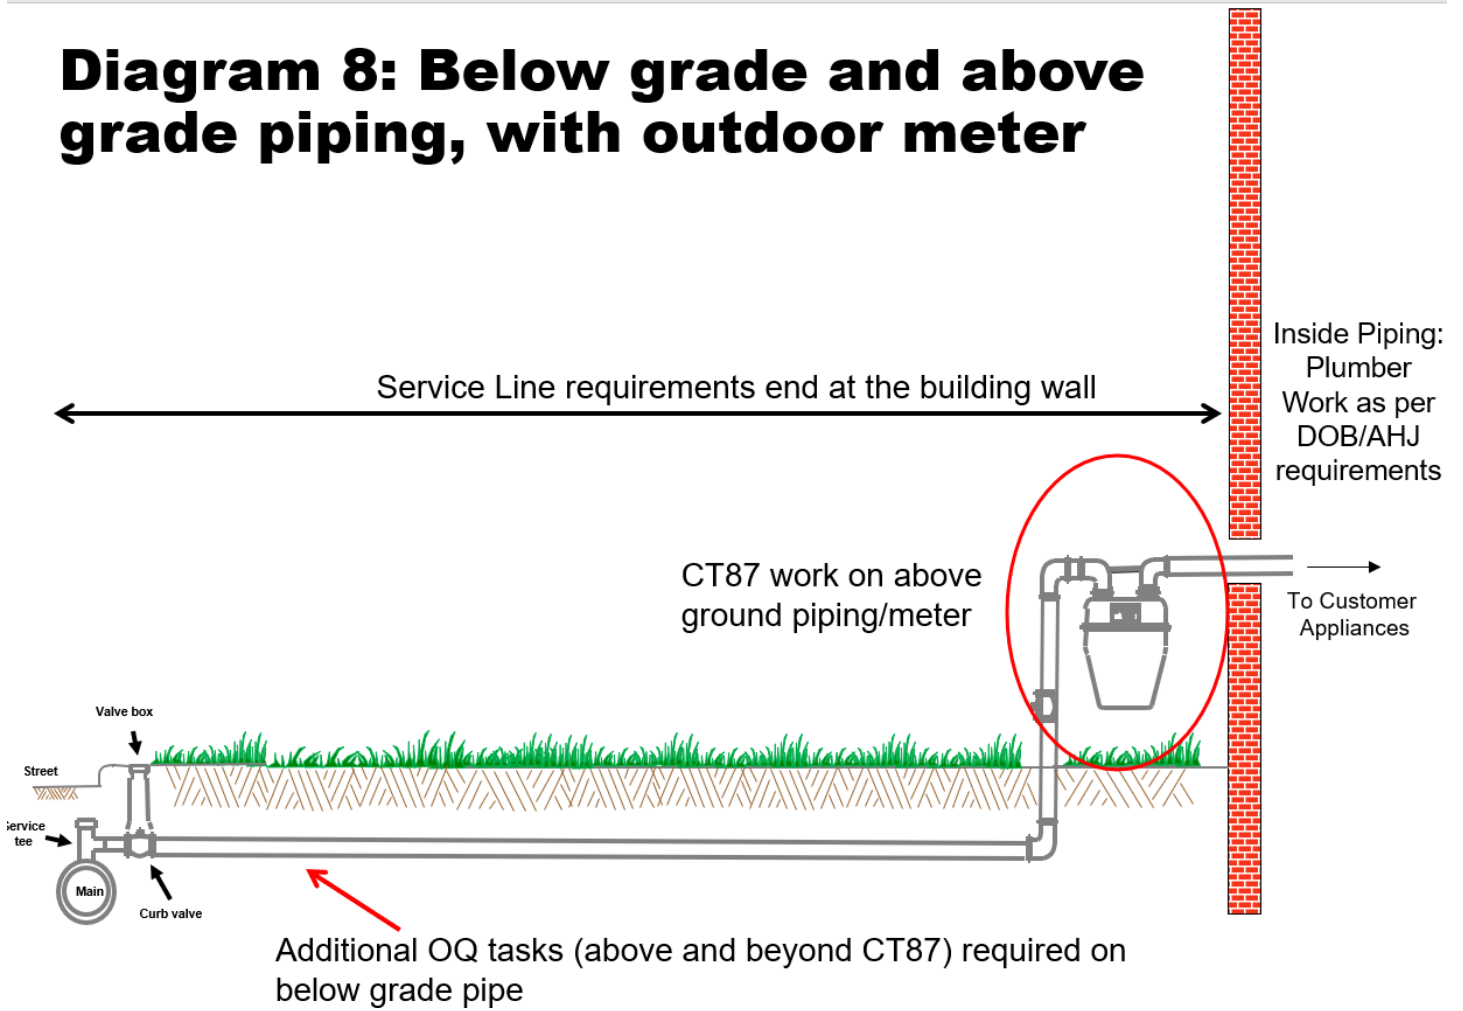 Diagram 8: Below grade and above
grade piping, with outdoor meter
Service Line requirements end at the building wall
Inside Piping:
Plumber
Work as per
DOB/AHJ
requirements
CT87 work on above
ground piping/meter
To Customer
Appliances
Valve box
Street
Service
tee
Main
Curb valve
Additional OQ tasks (above and beyond CT87) required on
below grade pipe